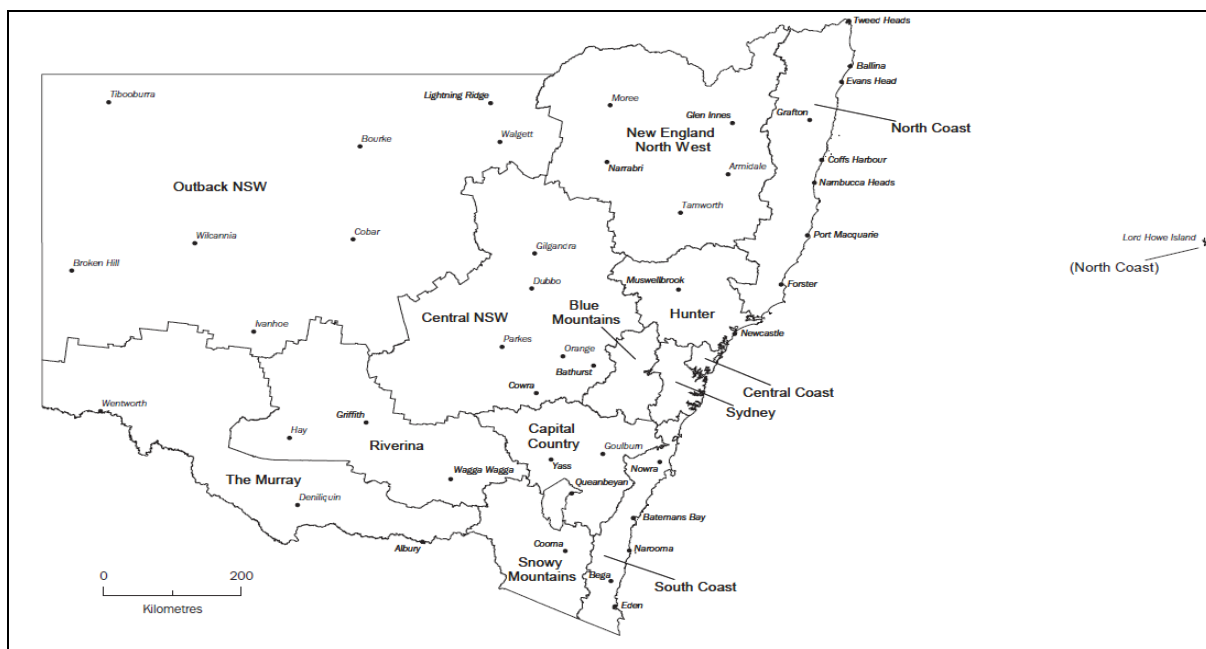 Tweed Heads
Ballina
Evans Head
Tibooburra
Lightning Ridge
Moree
Glen Innes
Grafton
North Coast
Bourke
Walgett
New England
North West
Narrabri
Armidale
Coffs Harbour
Nambucca Heads
Outback NSW
Tamworth
Wilcannia
Cobar
Gilgandra
Port Macquarie
Lord Howe Island
(North Coast)
Broken Hill
Dubbo
Muswellbrook
Forster
Blue
Mountains
Central NSW
Hunter
Ivanhoe
Newcastle
Parkes
Orange
Bathurst
Central Coast
Cowra
Sydney
Wentworth
Griffith
Hay
Riverina
Capital
Country
Goulburn
Yass
Nowra
The Murray
Wagga Wagga
Queanbeyan
Deniliquin
Batemans Bay
Albury
Cooma
Narooma
Snowy
Mountains
Bega
South Coast
Eden
0 200
Kilometres